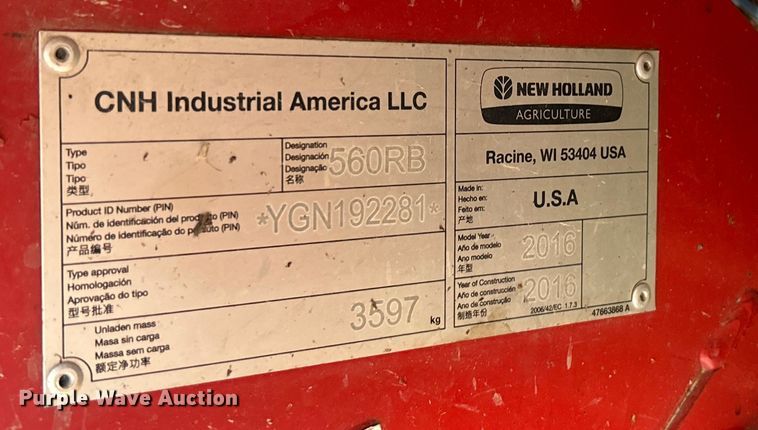 CNH Industrial America LLC
Type
Tipo
Tipo
类型
Designation
Designación
Designação
名称
560RB
Product ID Number (PIN)
Núm. de identificación del producto (PIN)
Número de identificação do produto (PIN)
产品编号
*YGN192281*
Type approval
Homologación
Aprovação do tipo
型号批准
Unladen mass
Masa sin carga
Massa sem carga
额定净功率
3597 kg
NEW HOLLAND
AGRICULTURE
Racine, WI 53404 USA
Made in:
Hecho en:
Feito em:
产地
U.S.A
Model Year
Año de modelo
Ano modelo
年型
2016
Year of Construction
Año de construcción
Ano de construção
制造年份
2016
2006/42/EC 1.7.3
47663868 A
Purple Wave Auction